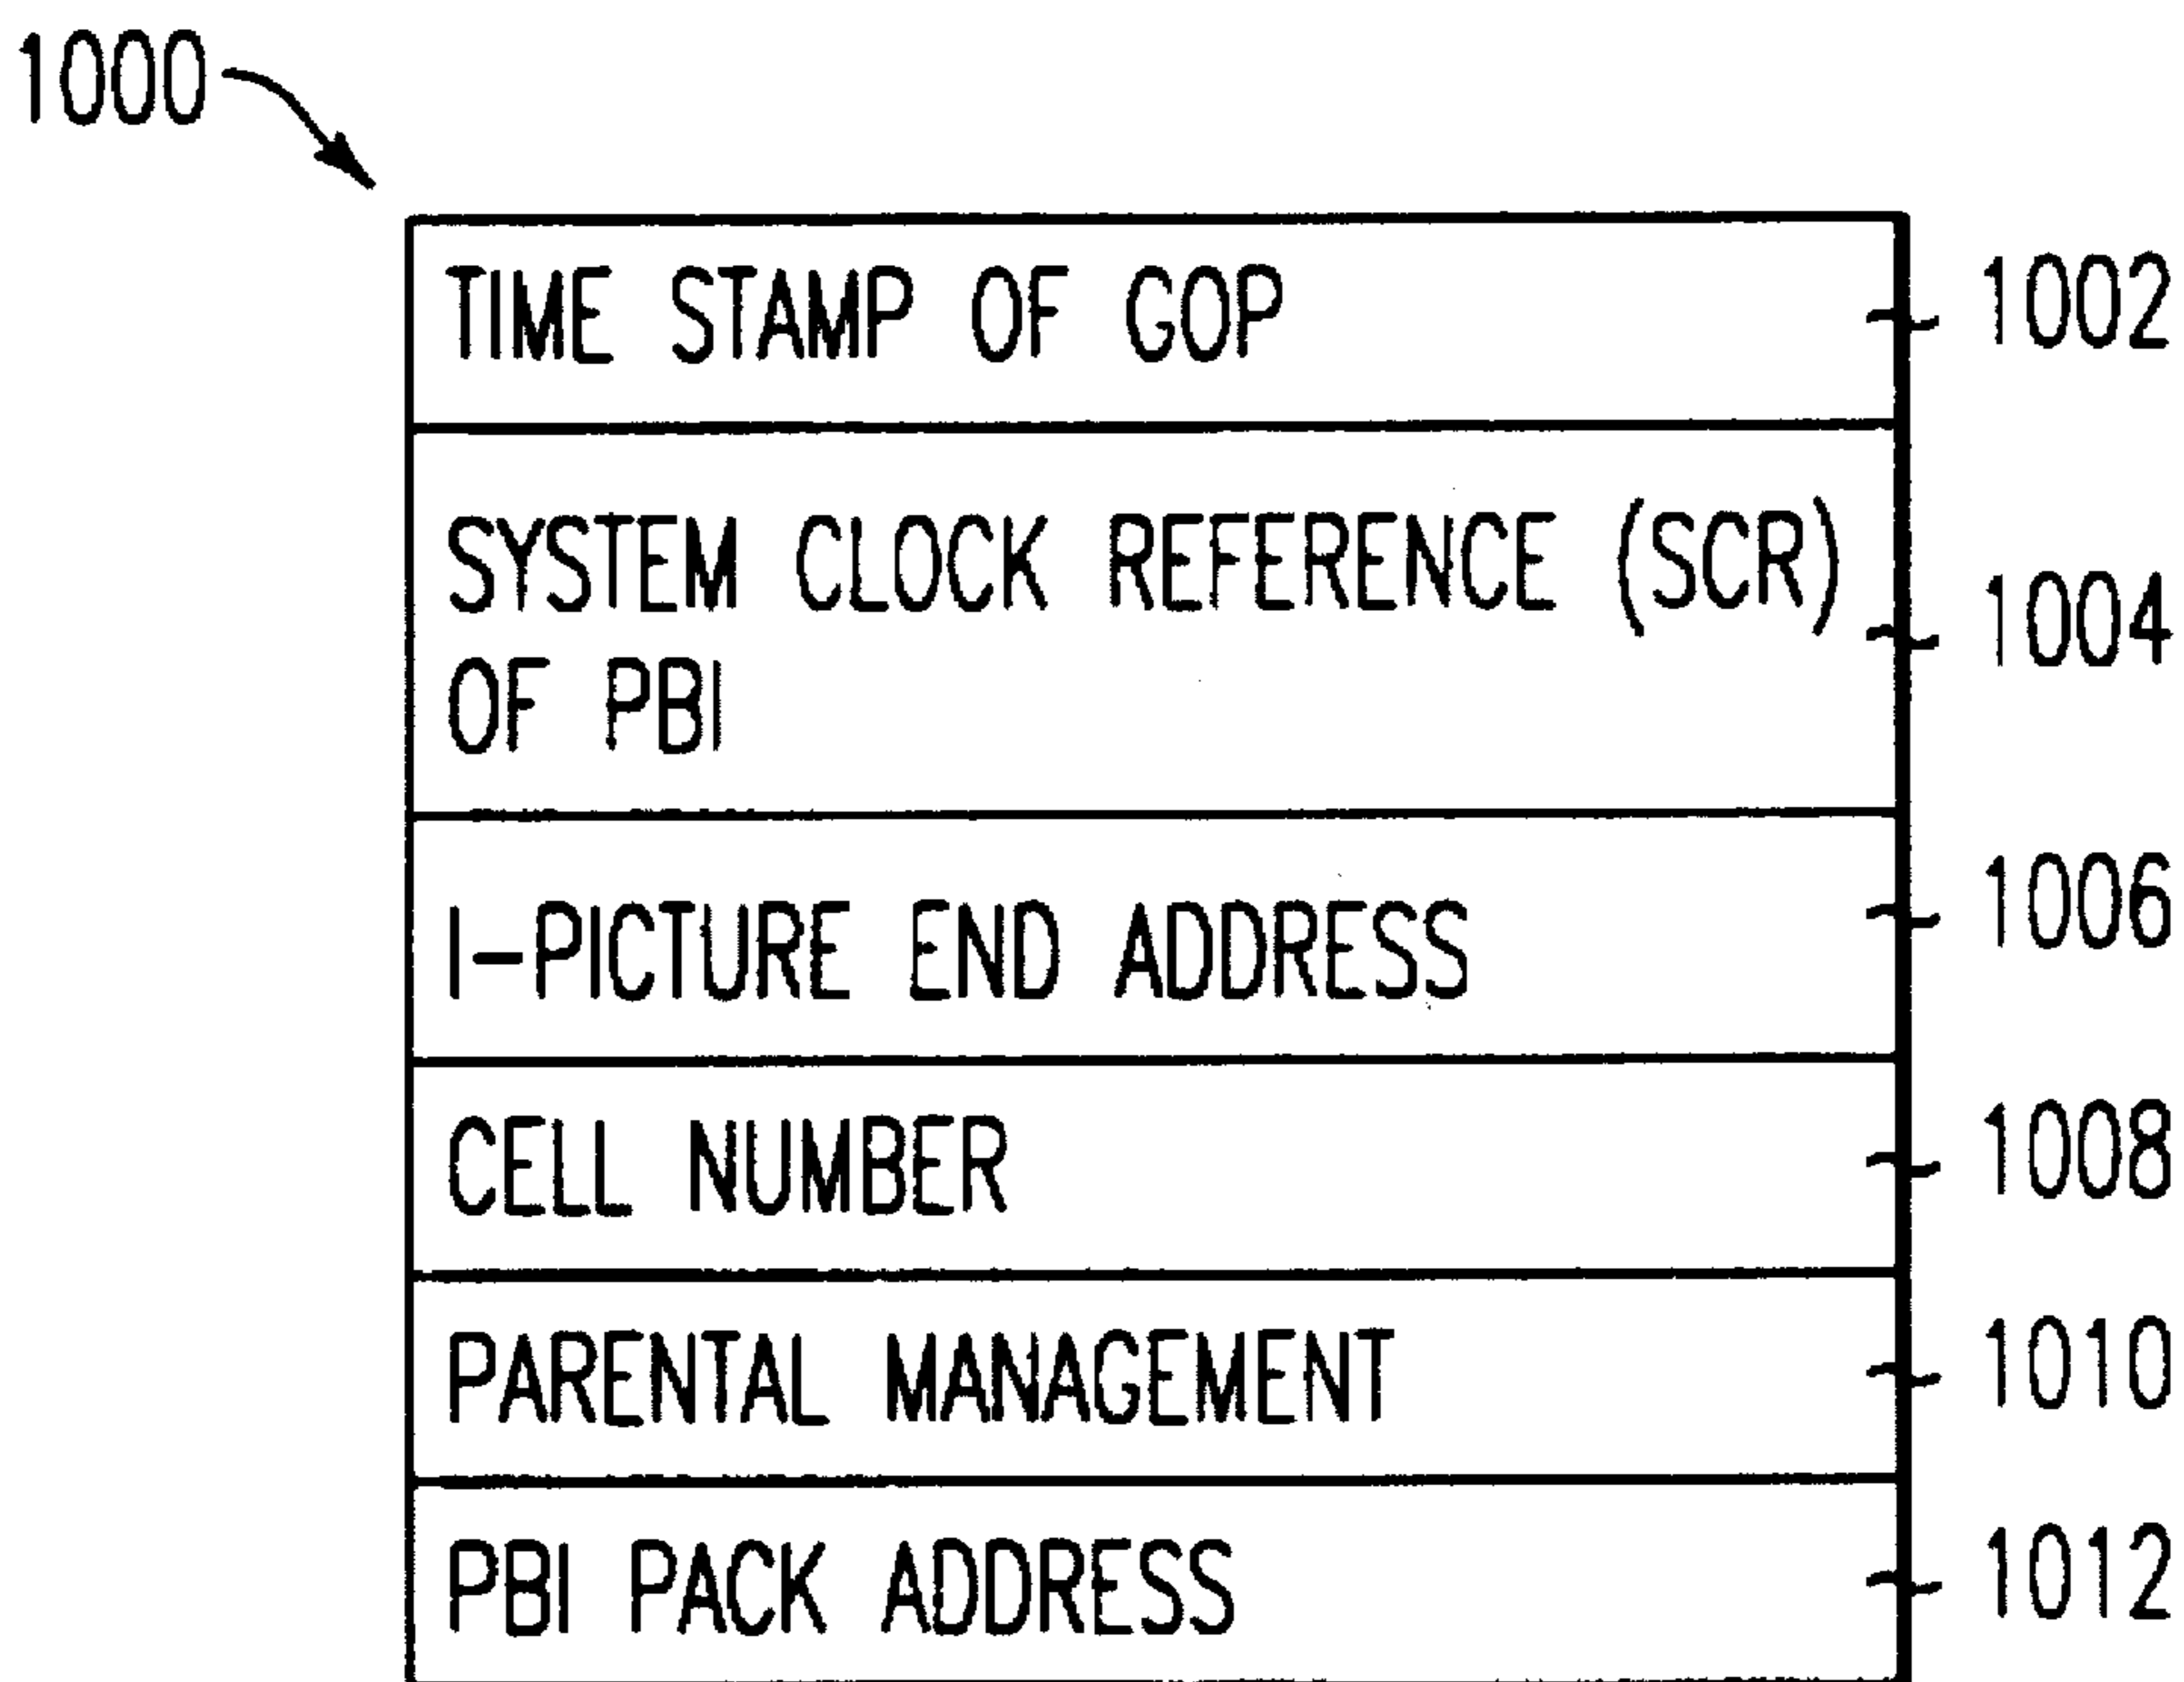 1000
TIME STAMP OF GOP 1002
SYSTEM CLOCK REFERENCE (SCR)
OF PBI 1004
I-PICTURE END ADDRESS 1006
CELL NUMBER 1008
PARENTAL MANAGEMENT 1010
PBI PACK ADDRESS 1012